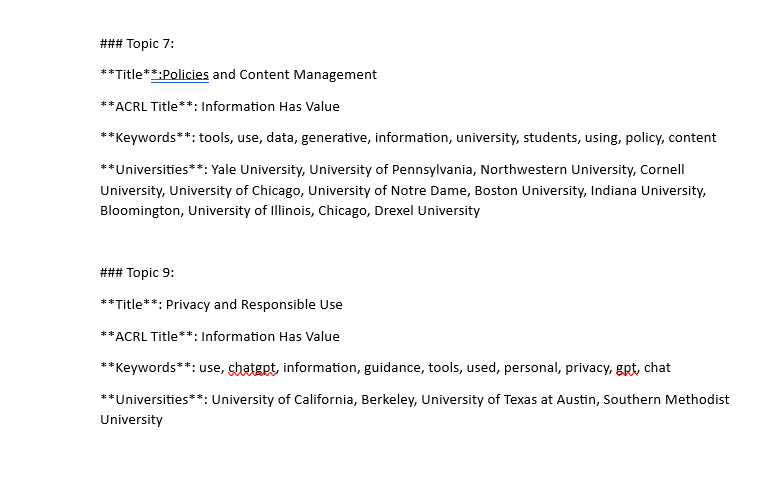 ### Topic 7:
**Title**:Policies and Content Management
**ACRL Title**: Information Has Value
**Keywords**: tools, use, data, generative, information, university, students, using, policy, content
**Universities**: Yale University, University of Pennsylvania, Northwestern University, Cornell
University, University of Chicago, University of Notre Dame, Boston University, Indiana University,
Bloomington, University of Illinois, Chicago, Drexel University
### Topic 9:
**Title**: Privacy and Responsible Use
**ACRL Title**: Information Has Value
**Keywords**: use, chatgpt, information, guidance, tools, used, personal, privacy, gpt, chat
**Universities**: University of California, Berkeley, University of Texas at Austin, Southern Methodist
University